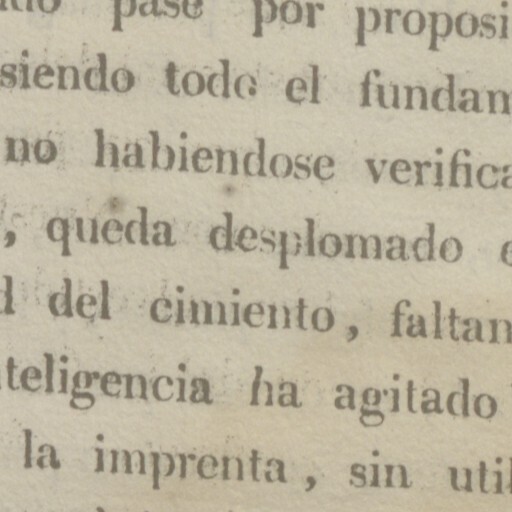 pase por proposi
siendo todo el fundam
no habiendose verifica
, queda desplomado e
d del cimiento, faltan
teligencia ha agitado
la imprenta, sin util